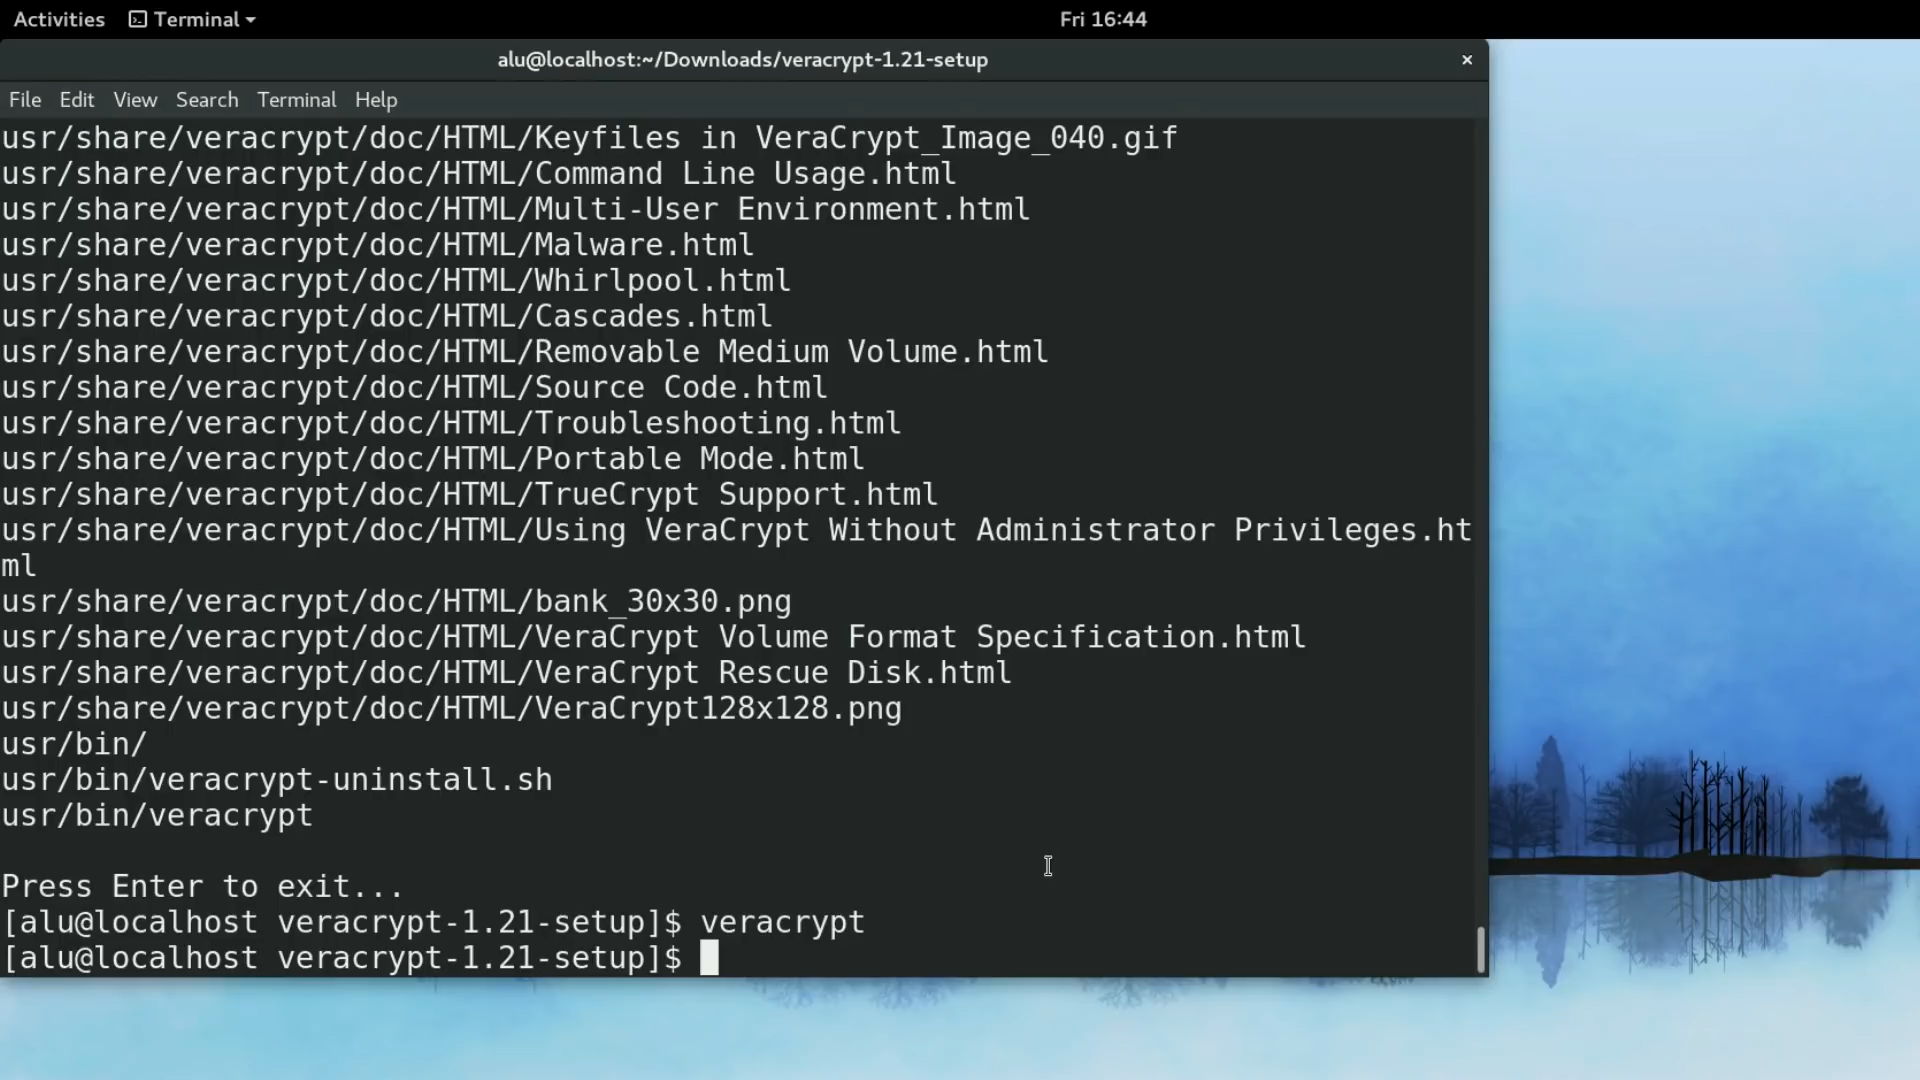 Activities Terminal Fri 16:44
alu@localhost:~/Downloads/veracrypt-1.21-setup ×
File Edit View Search Terminal Help
usr/share/veracrypt/doc/HTML/Keyfiles in VeraCrypt_Image_040.gif
usr/share/veracrypt/doc/HTML/Command Line Usage.html
usr/share/veracrypt/doc/HTML/Multi-User Environment.html
usr/share/veracrypt/doc/HTML/Malware.html
usr/share/veracrypt/doc/HTML/Whirlpool.html
usr/share/veracrypt/doc/HTML/Cascades.html
usr/share/veracrypt/doc/HTML/Removable Medium Volume.html
usr/share/veracrypt/doc/HTML/Source Code.html
usr/share/veracrypt/doc/HTML/Troubleshooting.html
usr/share/veracrypt/doc/HTML/Portable Mode.html
usr/share/veracrypt/doc/HTML/TrueCrypt Support.html
usr/share/veracrypt/doc/HTML/Using VeraCrypt Without Administrator Privileges.ht
ml
usr/share/veracrypt/doc/HTML/bank_30x30.png
usr/share/veracrypt/doc/HTML/VeraCrypt Volume Format Specification.html
usr/share/veracrypt/doc/HTML/VeraCrypt Rescue Disk.html
usr/share/veracrypt/doc/HTML/VeraCrypt128x128.png
usr/bin/
usr/bin/veracrypt-uninstall.sh
usr/bin/veracrypt
Press Enter to exit...
[alu@localhost veracrypt-1.21-setup]$ veracrypt
[alu@localhost veracrypt-1.21-setup]$